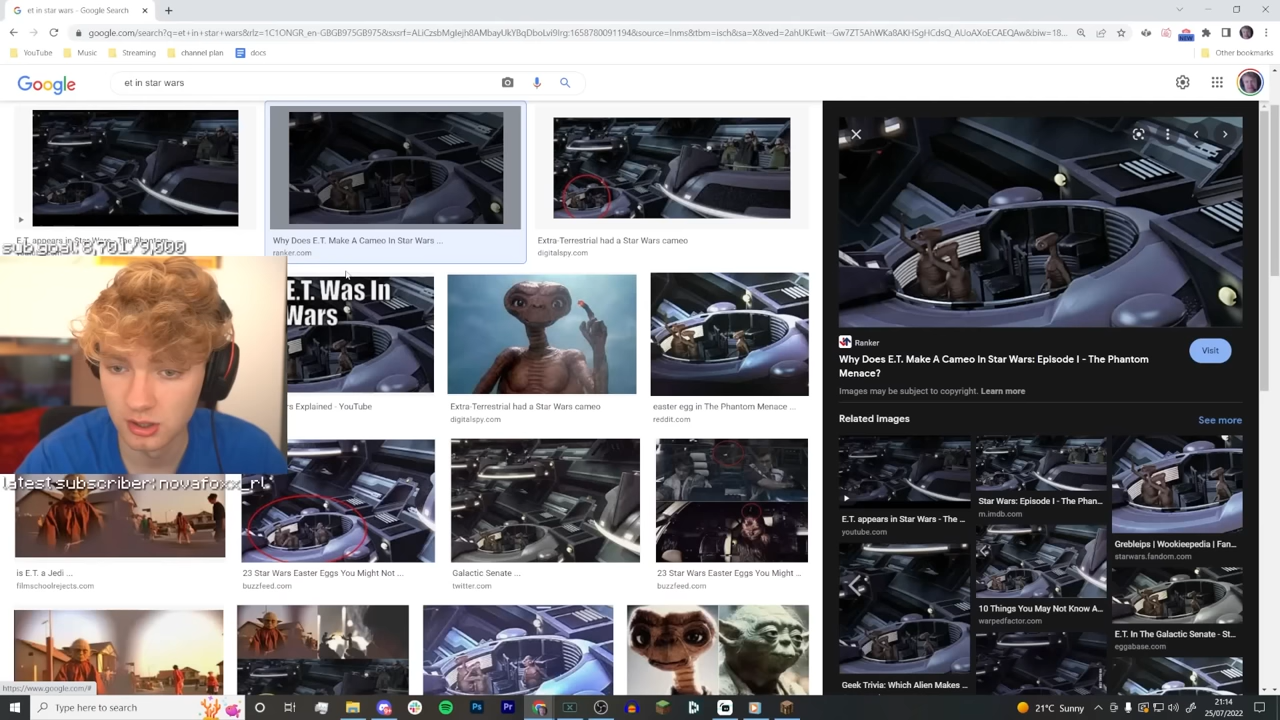 et in star wars - Google Search
YouTube
Music
Streaming
channel plan
docs
Other bookmarks
Google
et in star wars
E.T. appears in Star Wars - The Phantom
Why Does E.T. Make A Cameo In Star Wars ...
ranker.com
Extra-Terrestrial had a Star Wars cameo
digitalspy.com
sub goal: 8,701/9,000
E.T. Was In
Wars
rs Explained - YouTube
Extra-Terrestrial had a Star Wars cameo
digitalspy.com
easter egg in The Phantom Menace ...
reddit.com
latest subscriber: novafoxx_rl
is E.T. a Jedi ...
filmschoolrejects.com
23 Star Wars Easter Eggs You Might Not ...
buzzfeed.com
Galactic Senate ...
twitter.com
23 Star Wars Easter Eggs You Might ...
buzzfeed.com
Ranker
Why Does E.T. Make A Cameo In Star Wars: Episode I - The Phantom
Menace?
Visit
Images may be subject to copyright. Learn more
Related Images
See more
E.T. appears in Star Wars - The ...
youtube.com
Star Wars: Episode I - The Phan...
m.imdb.com
Grebleips | Wookieepedia | Fan...
starwars.fandom.com
10 Things You May Not Know A...
warpedfactor.com
E.T. In The Galactic Senate - St...
eggabase.com
Geek Trivia: Which Alien Makes ...
https://www.google.com/#
Type here to search
21°C Sunny
21:14
25/07/2022